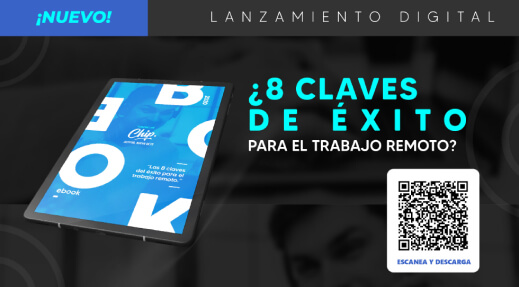 ¡NUEVO!
LANZAMIENTO DIGITAL
¿8 CLAVES
DE ÉXITO
PARA EL TRABAJO REMOTO?
B
E
O
O
K
Chip.
"Las 8 claves
del éxito para el
trabajo remoto."
ebook
ESCANEA Y DESCARGA